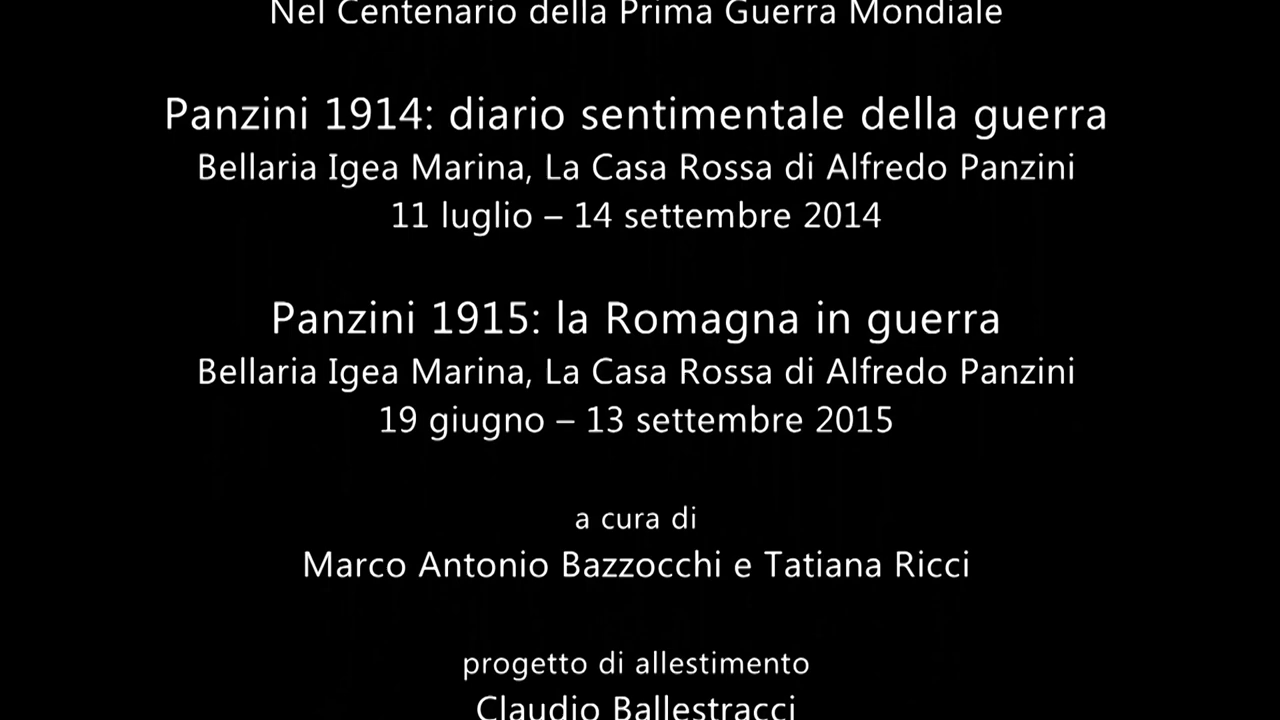 Nel Centenario della Prima Guerra Mondiale
Panzini 1914: diario sentimentale della guerra
Bellaria Igea Marina, La Casa Rossa di Alfredo Panzini
11 luglio – 14 settembre 2014
Panzini 1915: la Romagna in guerra
Bellaria Igea Marina, La Casa Rossa di Alfredo Panzini
19 giugno – 13 settembre 2015
a cura di
Marco Antonio Bazzocchi e Tatiana Ricci
progetto di allestimento
Claudio Ballestracci